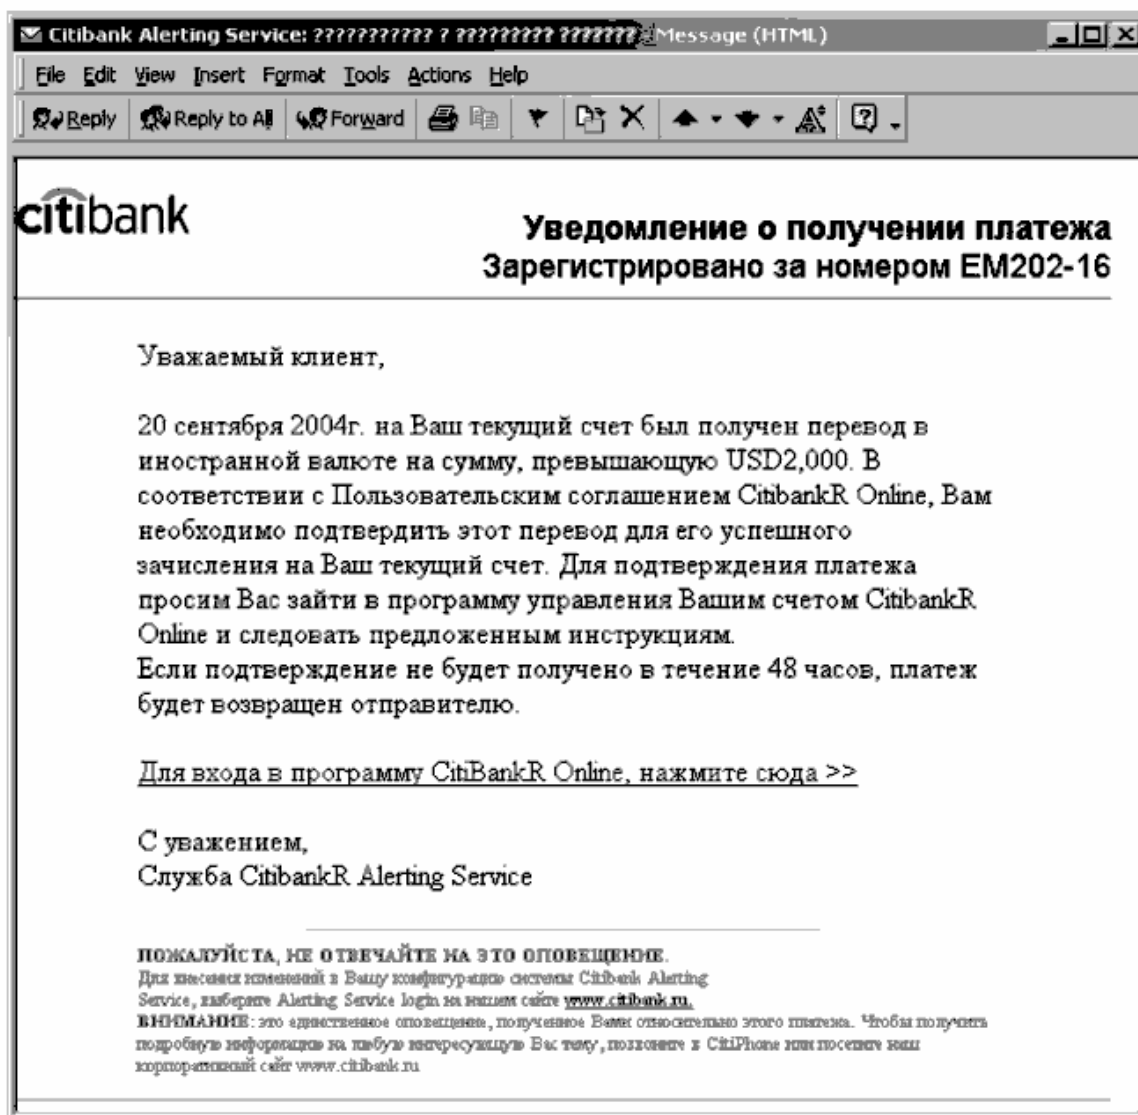 Citibank Alerting Service: ??????????? ? ????????? ??????? - Message (HTML)
File Edit View Insert Format Tools Actions Help
Reply Reply to All Forward
citibank
Уведомление о получении платежа
Зарегистрировано за номером EM202-16
Уважаемый клиент,
20 сентября 2004г. на Ваш текущий счет был получен перевод в
иностранной валюте на сумму, превышающую USD2,000. В
соответствии с Пользовательским соглашением CitibankR Online, Вам
необходимо подтвердить этот перевод для его успешного
зачисления на Ваш текущий счет. Для подтверждения платежа
просим Вас зайти в программу управления Вашим счетом CitibankR
Online и следовать предложенным инструкциям.
Если подтверждение не будет получено в течение 48 часов, платеж
будет возвращен отправителю.
Для входа в программу CitiBankR Online, нажмите сюда >>
С уважением,
Служба CitibankR Alerting Service
ПОЖАЛУЙСТА, НЕ ОТВЕЧАЙТЕ НА ЭТО ОПОВЕЩЕНИЕ.
Для внесения изменений в Вашу конфигурацию системы Citibank Alerting
Service, выберите Alerting Service login на нашем сайте www.citibank.ru.
ВНИМАНИЕ: это единственное оповещение, полученное Вами относительно этого платежа. Чтобы получить
подробную информацию на любую интересующую Вас тему, позвоните в CitiPhone или посетите наш
корпоративный сайт www.citibank.ru